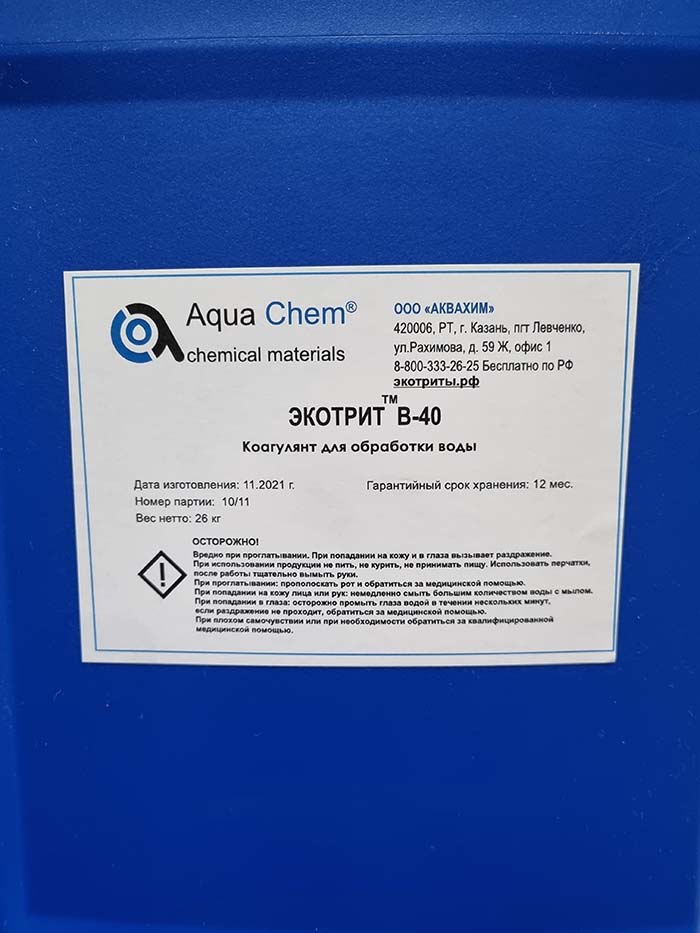 Aqua Chem®
chemical materials
ООО «АКВАХИМ»
420006, РТ, г. Казань, пгт Левченко,
ул.Рахимова, д. 59 Ж, офис 1
8-800-333-26-25 Бесплатно по РФ
экотриты.рф
ЭКОТРИТ™ В-40
Коагулянт для обработки воды
Дата изготовления: 11.2021 г.
Гарантийный срок хранения: 12 мес.
Номер партии: 10/11
Вес нетто: 26 кг
ОСТОРОЖНО!
Вредно при проглатывании. При попадании на кожу и в глаза вызывает раздражение.
При использовании продукции не пить, не курить, не принимать пищу. Использовать перчатки,
после работы тщательно вымыть руки.
При проглатывании: прополоскать рот и обратиться за медицинской помощью.
При попадании на кожу лица или рук: немедленно смыть большим количеством воды с мылом.
При попадании в глаза: осторожно промыть глаза водой в течении нескольких минут,
если раздражение не проходит, обратиться за медицинской помощью.
При плохом самочувствии или при необходимости обратиться за квалифицированной
медицинской помощью.